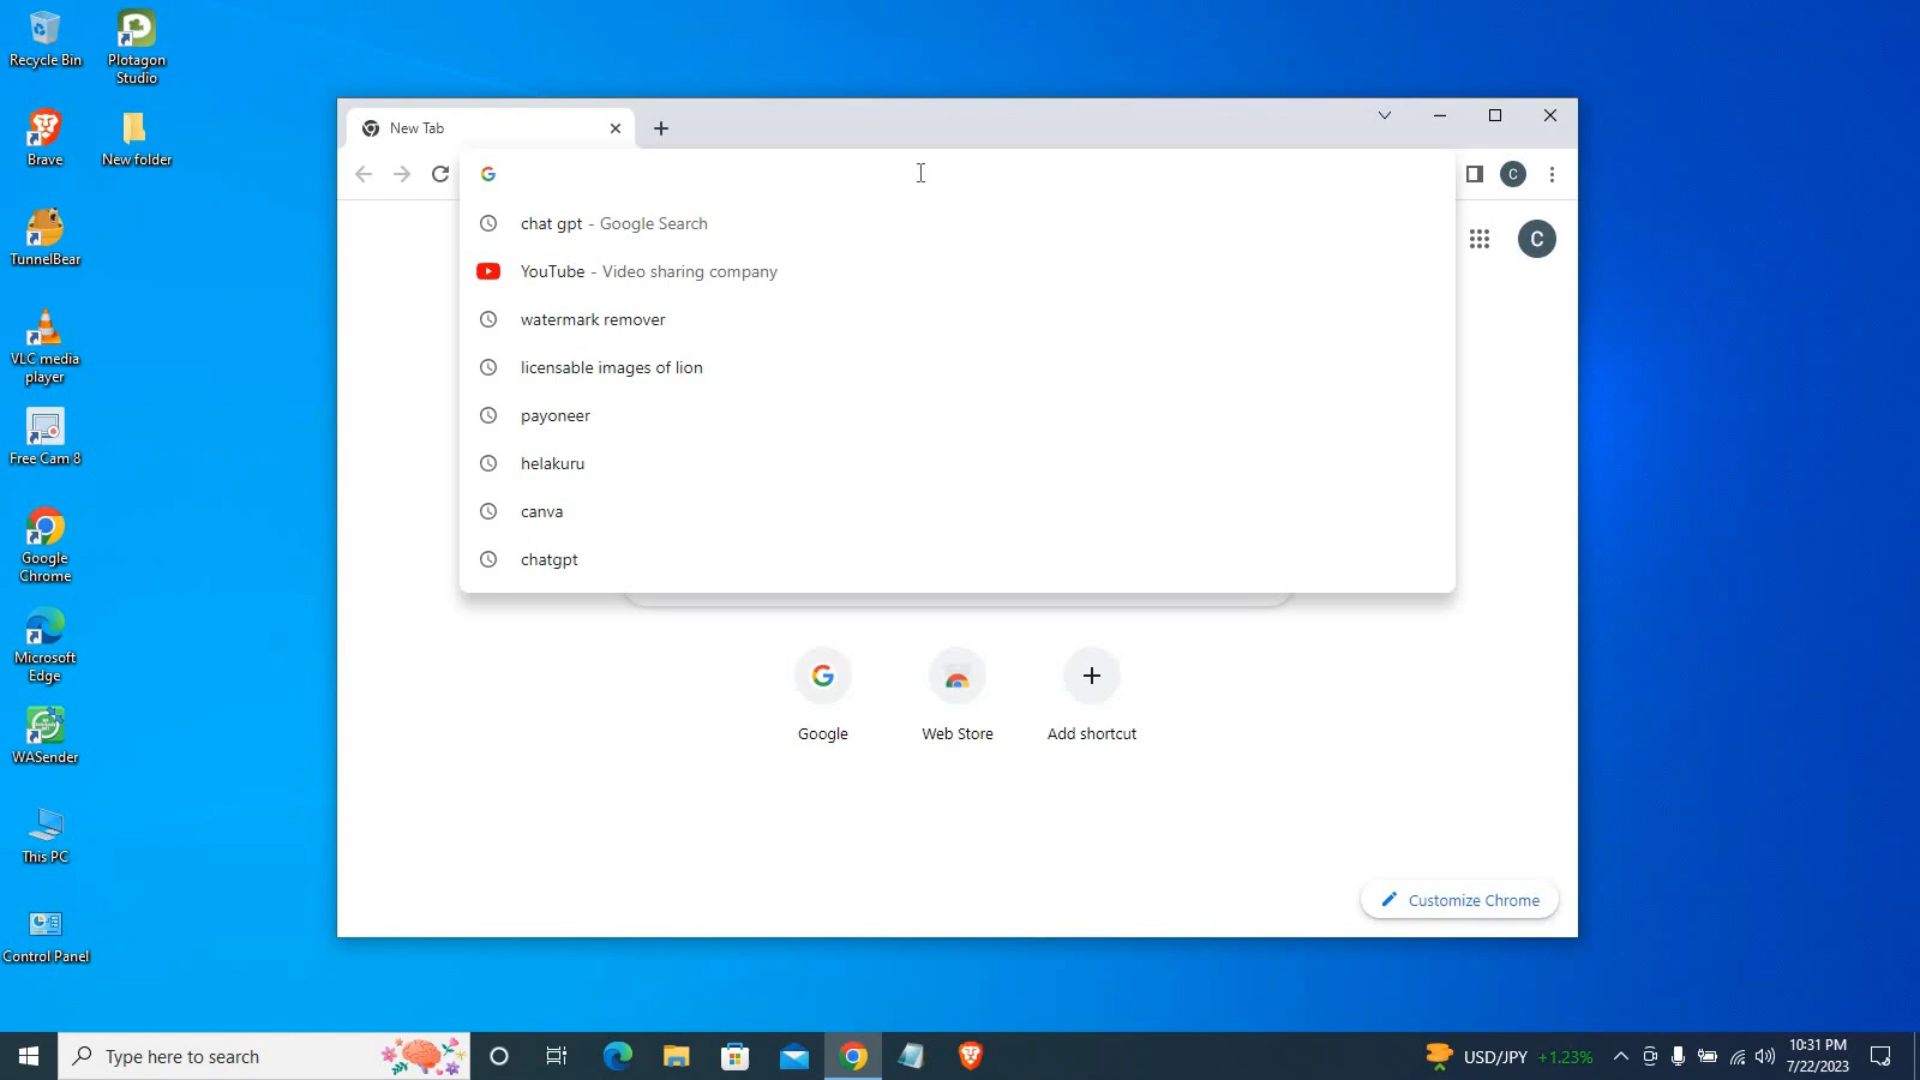 Recycle Bin
Plotagon
Studio
Brave
New folder
TunnelBear
VLC media
player
Free Cam 8
Google
Chrome
Microsoft
Edge
WASender
This PC
Control Panel
New Tab
C
chat gpt - Google Search
YouTube - Video sharing company
watermark remover
licensable images of lion
payoneer
helakuru
canva
chatgpt
C
Google
Web Store
Add shortcut
Customize Chrome
Type here to search
USD/JPY +1.23%
10:31 PM
7/22/2023